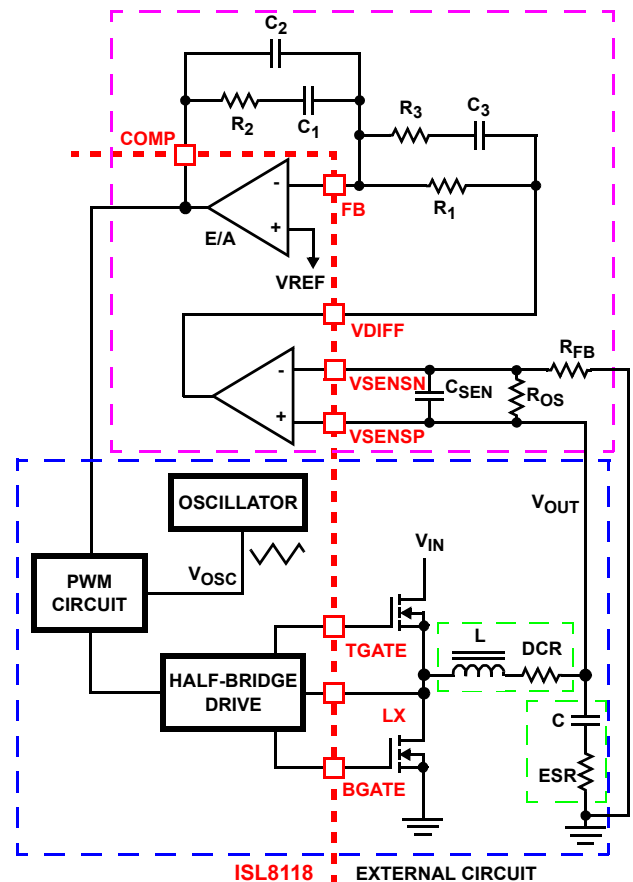 C2
R2
C1
R3
C3
COMP
-
+
E/A
FB
R1
VREF
VDIFF
-
+
VSENSN
VSENSP
CSEN
ROS
RFB
OSCILLATOR
VOSC
PWM
CIRCUIT
HALF-BRIDGE
DRIVE
VIN
VOUT
TGATE
L
DCR
LX
C
ESR
BGATE
ISL8118
EXTERNAL CIRCUIT